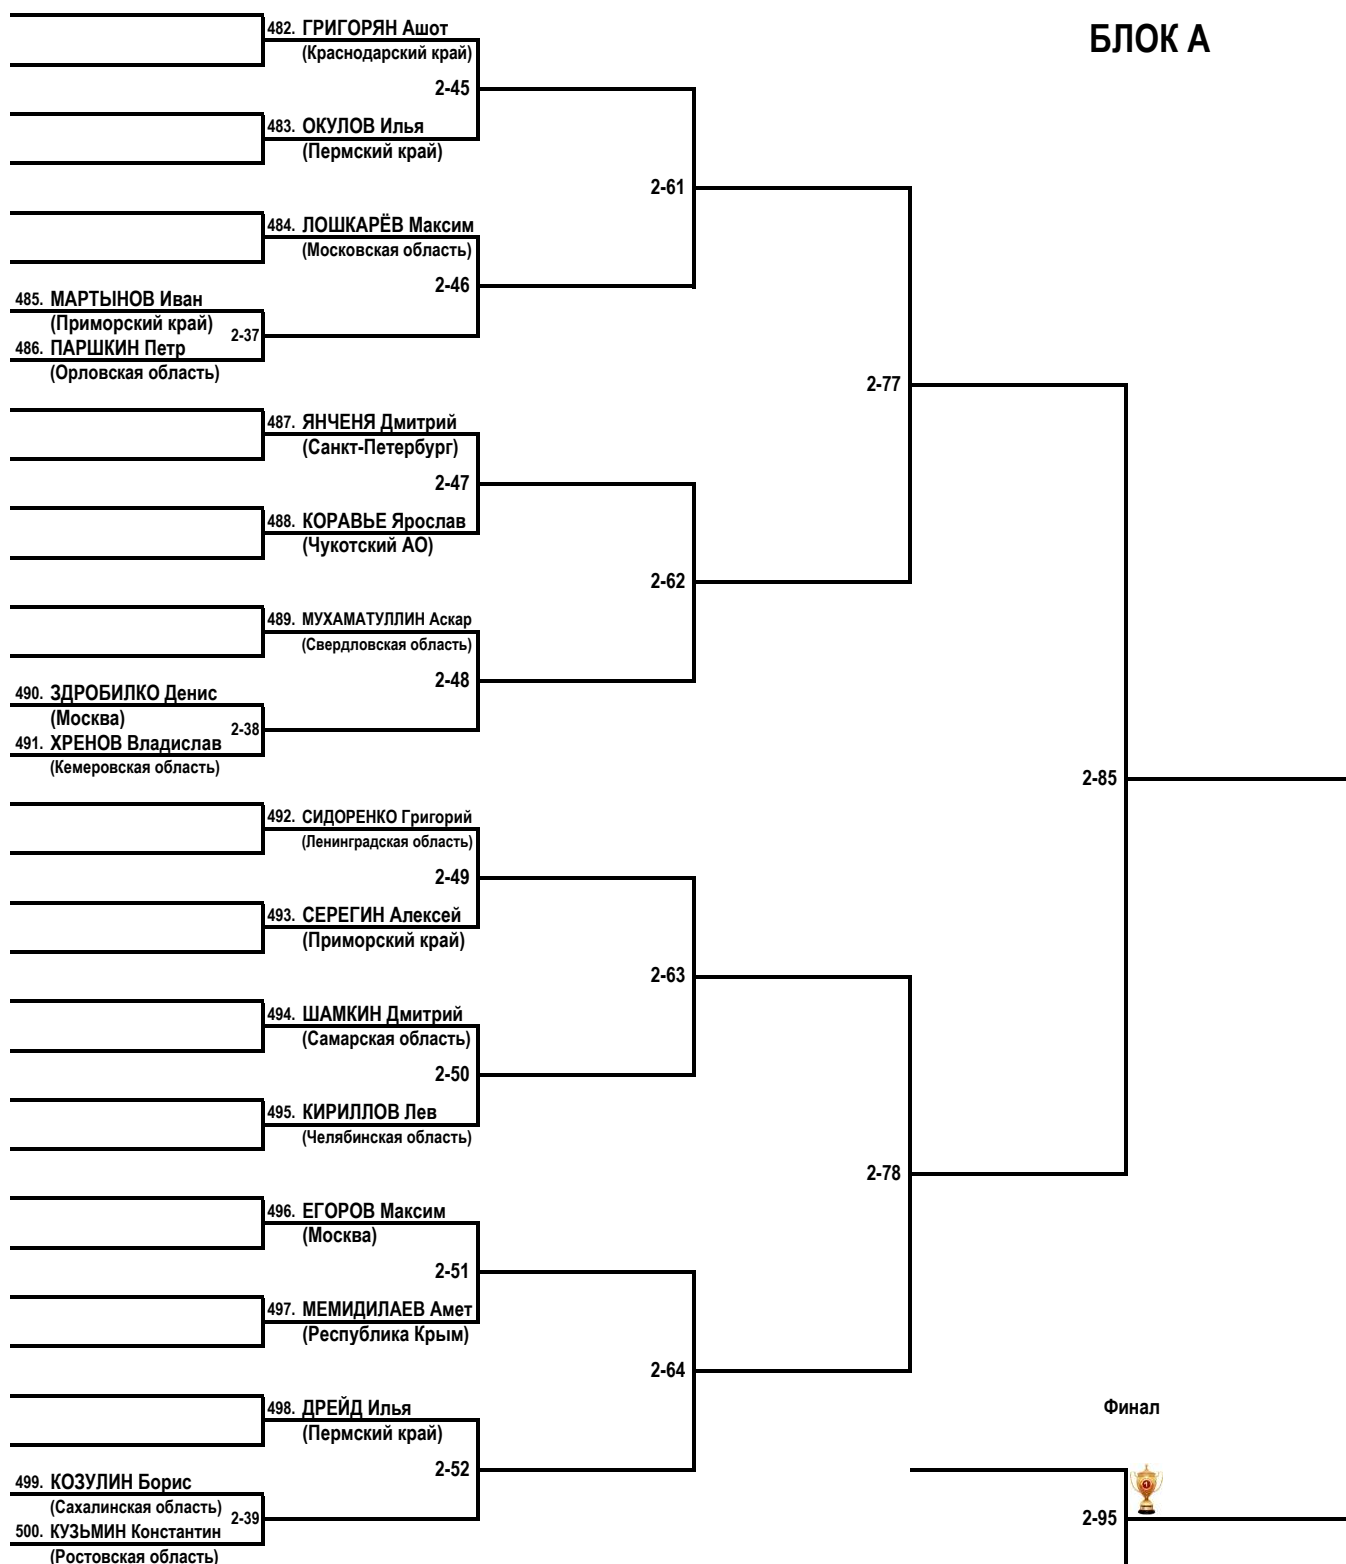 БЛОК А
482. ГРИГОРЯН Ашот
(Краснодарский край)
2-45
483. ОКУЛОВ Илья
(Пермский край)
2-61
484. ЛОШКАРЁВ Максим
(Московская область)
2-46
485. МАРТЫНОВ Иван
(Приморский край)
2-37
486. ПАРШКИН Петр
(Орловская область)
2-77
487. ЯНЧЕНЯ Дмитрий
(Санкт-Петербург)
2-47
488. КОРАВЬЕ Ярослав
(Чукотский АО)
2-62
489. МУХАМАТУЛЛИН Аскар
(Свердловская область)
2-48
490. ЗДРОБИЛКО Денис
(Москва)
2-38
491. ХРЕНОВ Владислав
(Кемеровская область)
2-85
492. СИДОРЕНКО Григорий
(Ленинградская область)
2-49
493. СЕРЕГИН Алексей
(Приморский край)
2-63
494. ШАМКИН Дмитрий
(Самарская область)
2-50
495. КИРИЛЛОВ Лев
(Челябинская область)
2-78
496. ЕГОРОВ Максим
(Москва)
2-51
497. МЕМИДИЛАЕВ Амет
(Республика Крым)
2-64
498. ДРЕЙД Илья
(Пермский край)
Финал
2-52
499. КОЗУЛИН Борис
(Сахалинская область)
2-39
2-95
500. КУЗЬМИН Константин
(Ростовская область)